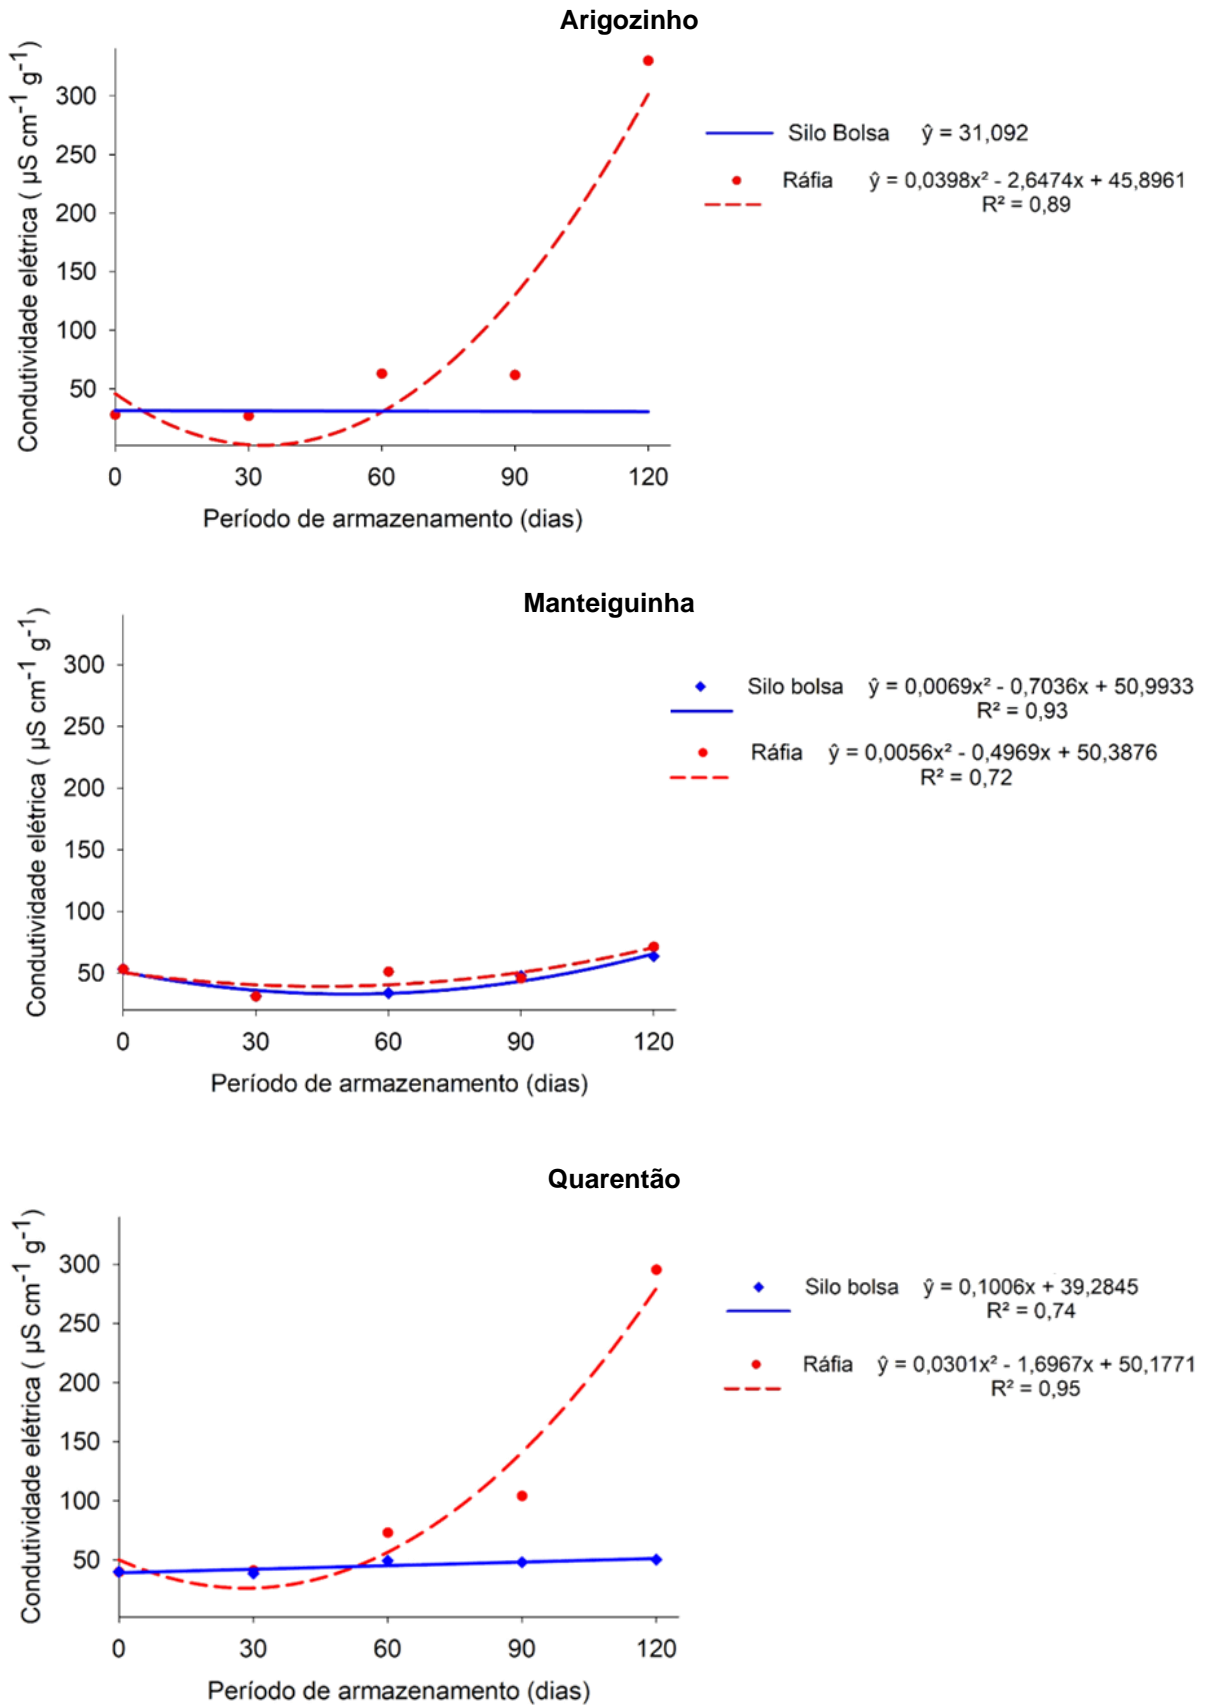 Arigozinho
Condutividade elétrica ( µS cm⁻¹ g⁻¹)
300
250
200
150
100
50
0 30 60 90 120
Período de armazenamento (dias)
Silo Bolsa ŷ = 31,092
Ráfia ŷ = 0,0398x² - 2,6474x + 45,8961
R² = 0,89
Manteiguinha
Condutividade elétrica ( µS cm⁻¹ g⁻¹)
300
250
200
150
100
50
0 30 60 90 120
Período de armazenamento (dias)
Silo bolsa ŷ = 0,0069x² - 0,7036x + 50,9933
R² = 0,93
Ráfia ŷ = 0,0056x² - 0,4969x + 50,3876
R² = 0,72
Quarentão
Condutividade elétrica ( µS cm⁻¹ g⁻¹)
300
250
200
150
100
50
0 30 60 90 120
Período de armazenamento (dias)
Silo bolsa ŷ = 0,1006x + 39,2845
R² = 0,74
Ráfia ŷ = 0,0301x² - 1,6967x + 50,1771
R² = 0,95